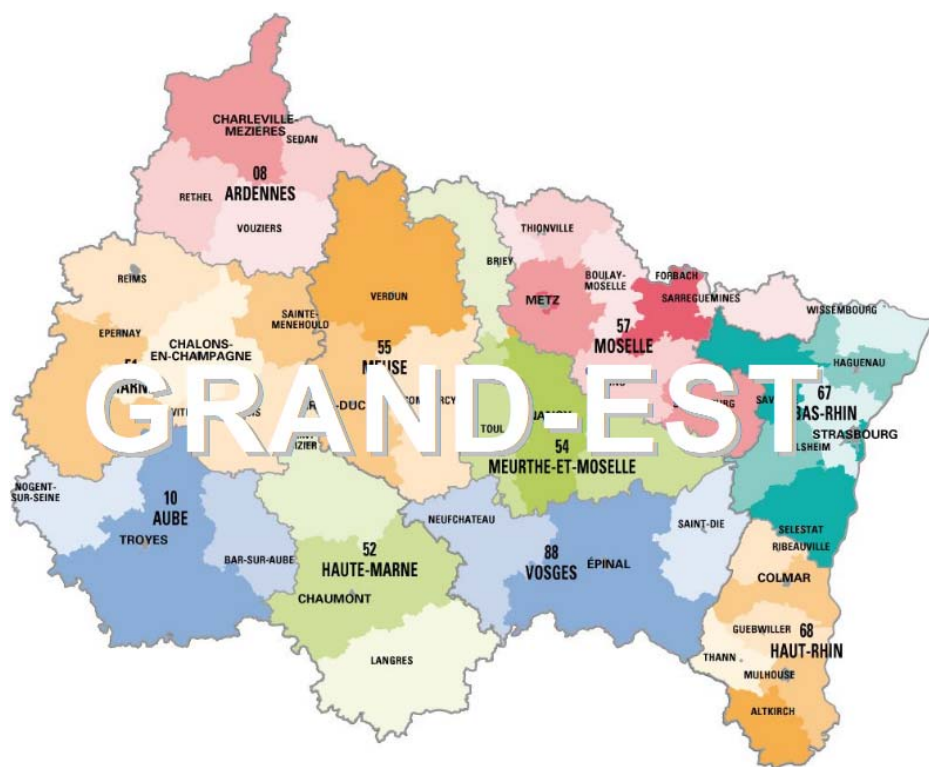 CHARLEVILLE-
MEZIERES
SEDAN
08
ARDENNES
RETHEL
VOUZIERS
THIONVILLE
BRIEY
BOULAY-
MOSELLE
FORBACH
REIMS
METZ
SARREGUEMINES
VERDUN
WISSEMBOURG
SAINTE-
MENEHOULD
57
MOSELLE
EPERNAY
CHALONS-
EN-CHAMPAGNE
55
MEUSE
HAGUENAU
GRAND-EST
67
BAS-RHIN
TOUL
STRASBOURG
54
MEURTHE-ET-MOSELLE
NOGENT-
SUR-SEINE
10
AUBE
TROYES
BAR-SUR-AUBE
NEUFCHATEAU
SAINT-DIE
SELESTAT
RIBEAUVILLE
52
HAUTE-MARNE
88
VOSGES
ÉPINAL
CHAUMONT
COLMAR
GUEBWILLER
68
HAUT-RHIN
LANGRES
THANN
MULHOUSE
ALTKIRCH